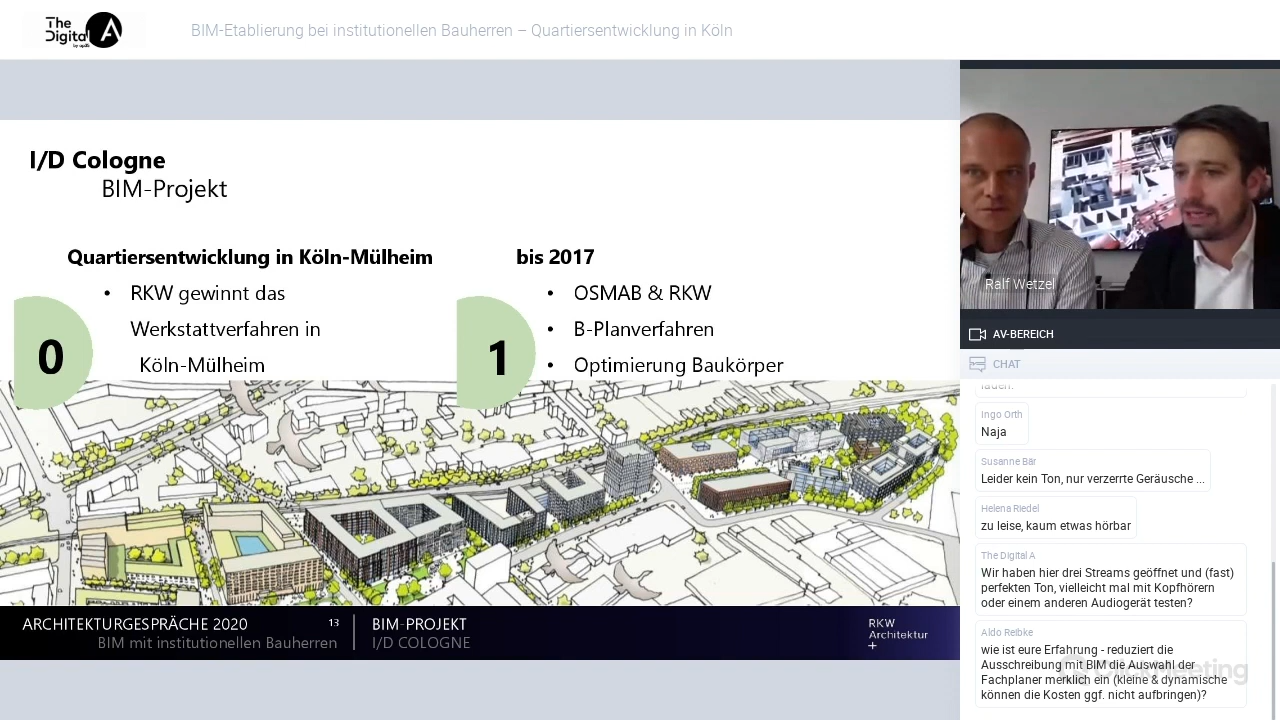 The
Digital
A
by
BIM-Etablierung bei institutionellen Bauherren – Quartiersentwicklung in Köln
I/D Cologne
BIM-Projekt
Quartiersentwicklung in Köln-Mülheim
• RKW gewinnt das
Werkstattverfahren in
Köln-Mülheim
0
bis 2017
• OSMAB & RKW
• B-Planverfahren
• Optimierung Baukörper
1
ARCHITEKTURGESPRÄCHE 2020
BIM mit institutionellen Bauherren
13
BIM-PROJEKT
I/D COLOGNE
RKW
Architektur
+
Ralf Wetzel
AV-BEREICH
CHAT
laden.
Ingo Orth
Naja
Susanne Bär
Leider kein Ton, nur verzerrte Geräusche ...
Helena Riedel
zu leise, kaum etwas hörbar
The Digital A
Wir haben hier drei Streams geöffnet und (fast)
perfekten Ton, vielleicht mal mit Kopfhörern
oder einem anderen Audiogerät testen?
Aldo Reibke
wie ist eure Erfahrung - reduziert die
Ausschreibung mit BIM die Auswahl der
Fachplaner merklich ein (kleine & dynamische
können die Kosten ggf. nicht aufbringen)?